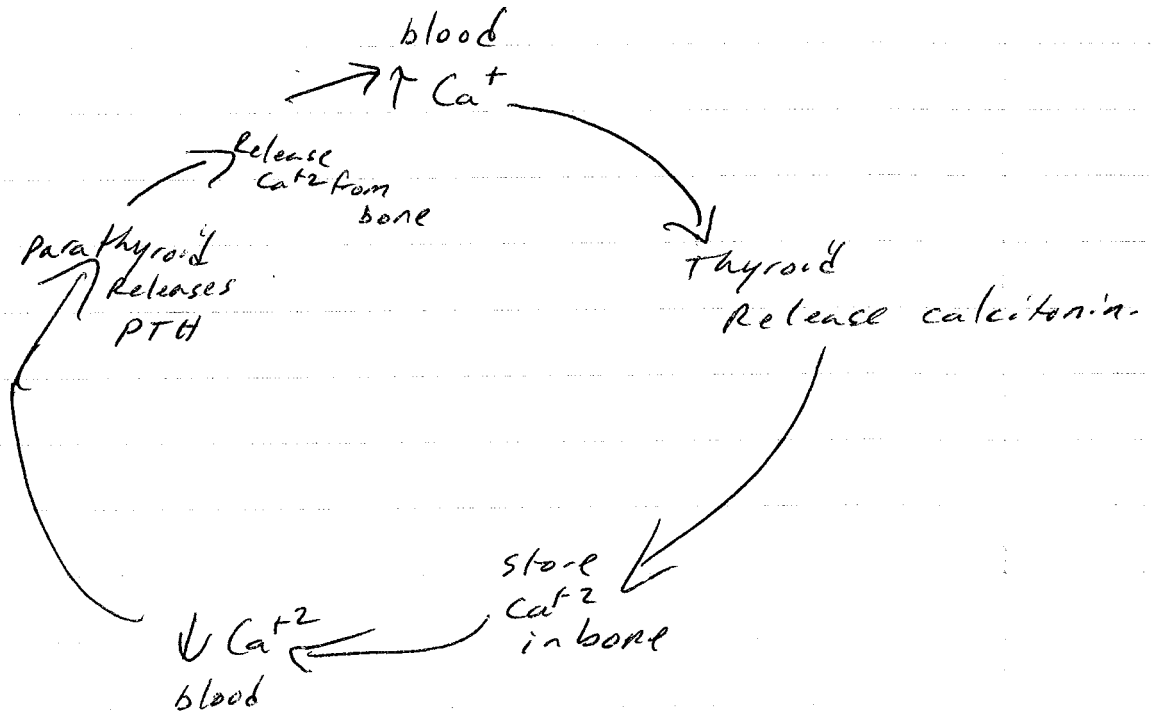 blood
↑ Ca+
Release
Ca+2 from
bone
Parathyroid
Releases
PTH
Thyroid
Release calcitonin.
store
Ca+2
in bone
↓ Ca+2
blood